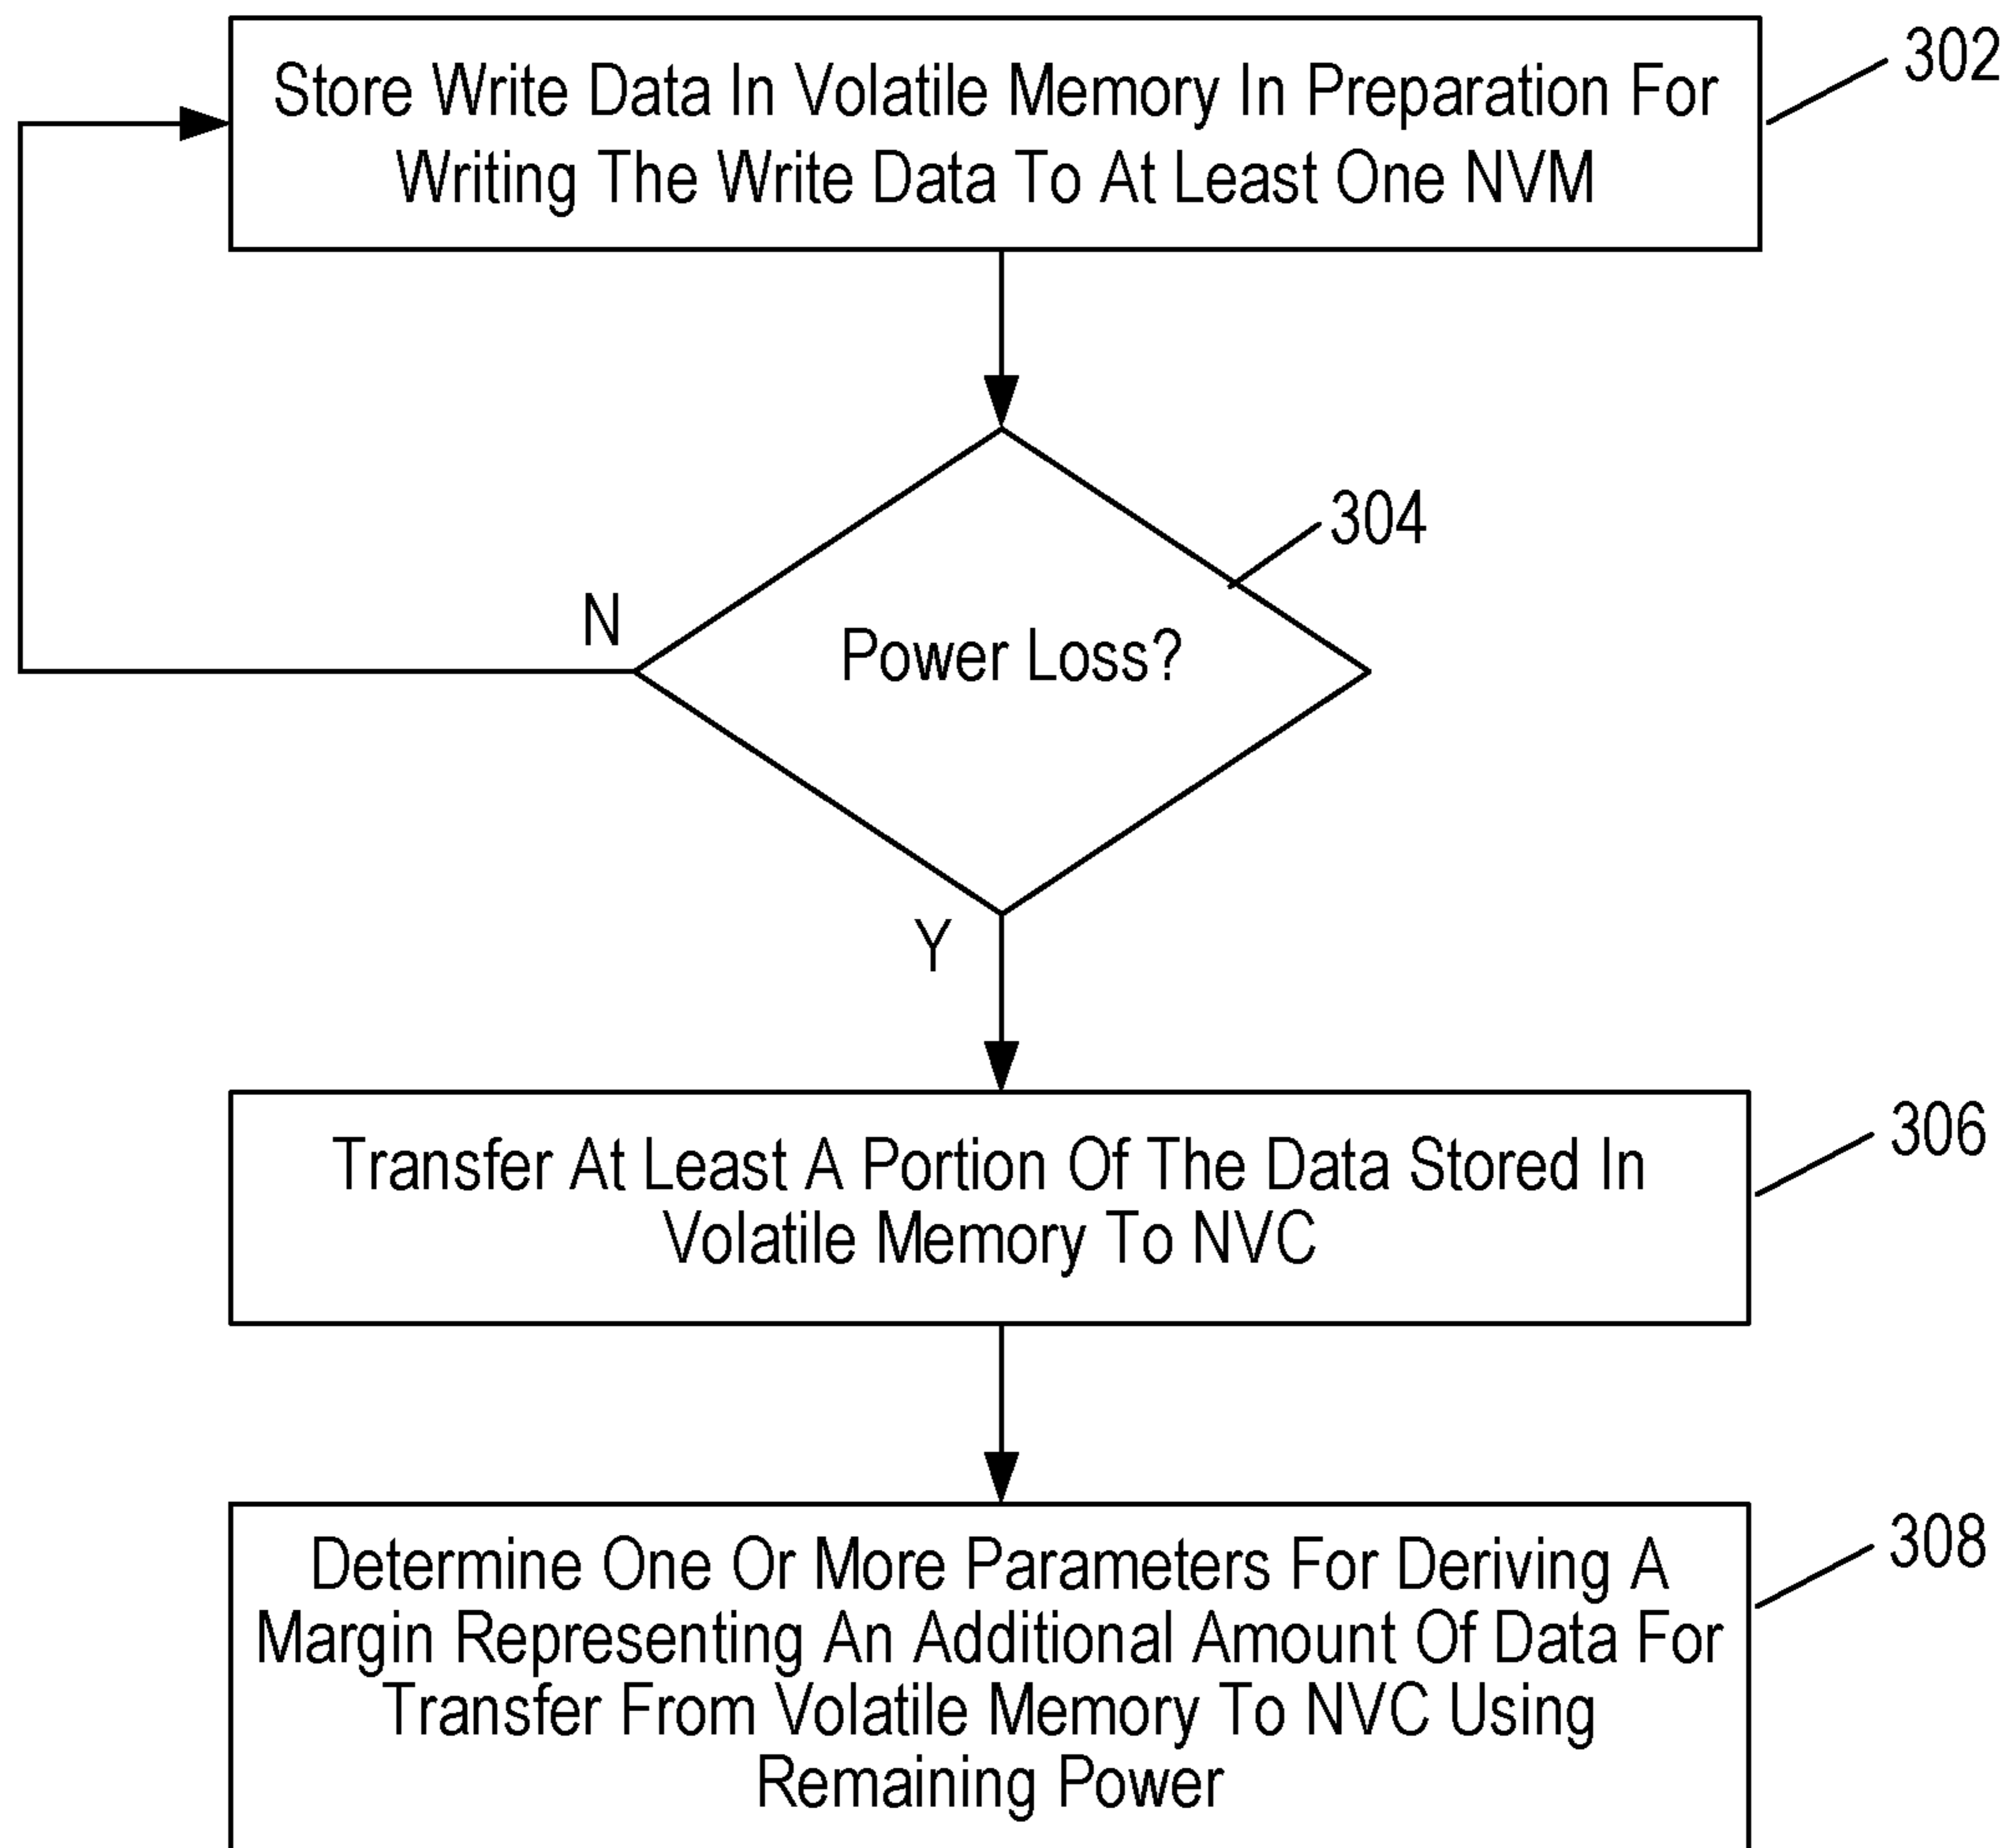 Store Write Data In Volatile Memory In Preparation For
Writing The Write Data To At Least One NVM
302
304
N
Power Loss?
Y
Transfer At Least A Portion Of The Data Stored In
Volatile Memory To NVC
306
Determine One Or More Parameters For Deriving A
Margin Representing An Additional Amount Of Data For
Transfer From Volatile Memory To NVC Using
Remaining Power
308